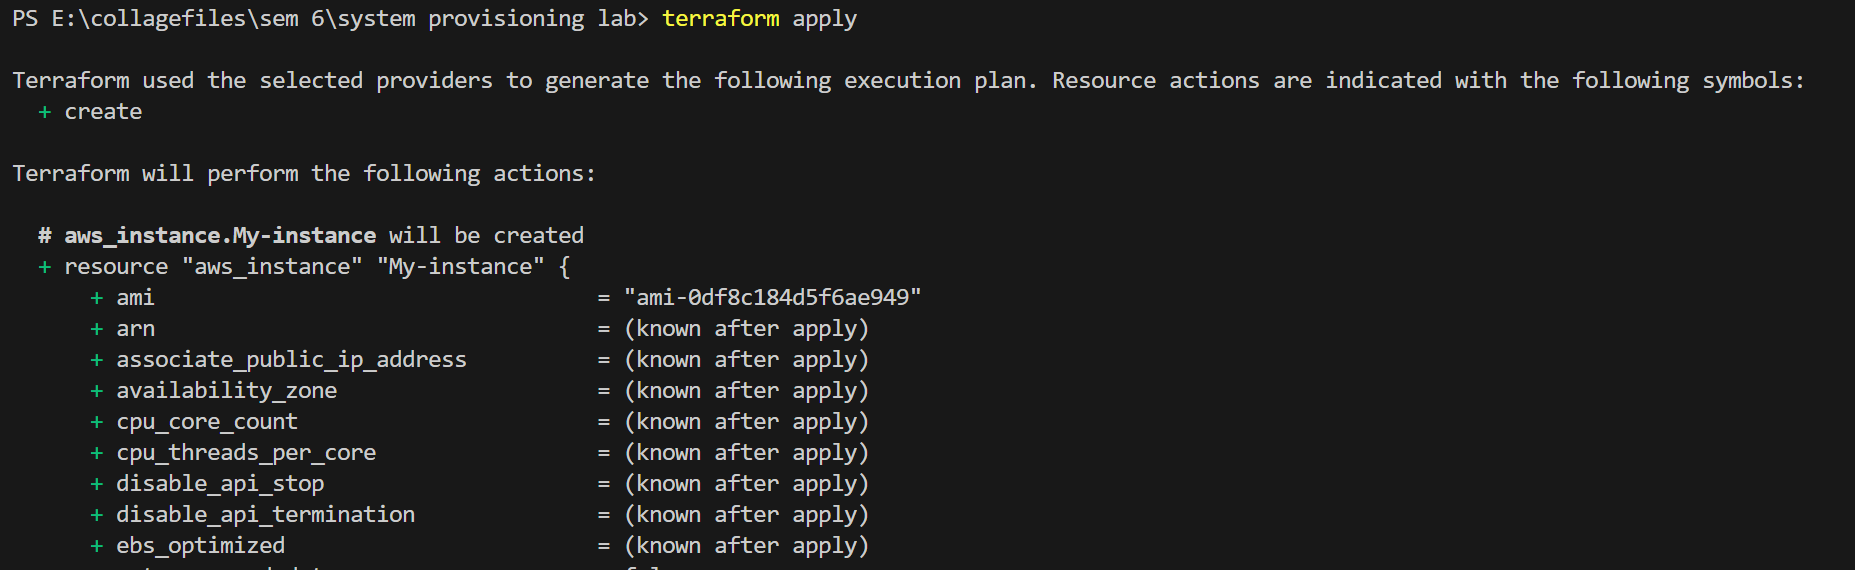 PS E:\collagefiles\sem 6\system provisioning lab> terraform apply
Terraform used the selected providers to generate the following execution plan. Resource actions are indicated with the following symbols:
+ create
Terraform will perform the following actions:
# aws_instance.My-instance will be created
+ resource "aws_instance" "My-instance" {
+ ami = "ami-0df8c184d5f6ae949"
+ arn = (known after apply)
+ associate_public_ip_address = (known after apply)
+ availability_zone = (known after apply)
+ cpu_core_count = (known after apply)
+ cpu_threads_per_core = (known after apply)
+ disable_api_stop = (known after apply)
+ disable_api_termination = (known after apply)
+ ebs_optimized = (known after apply)